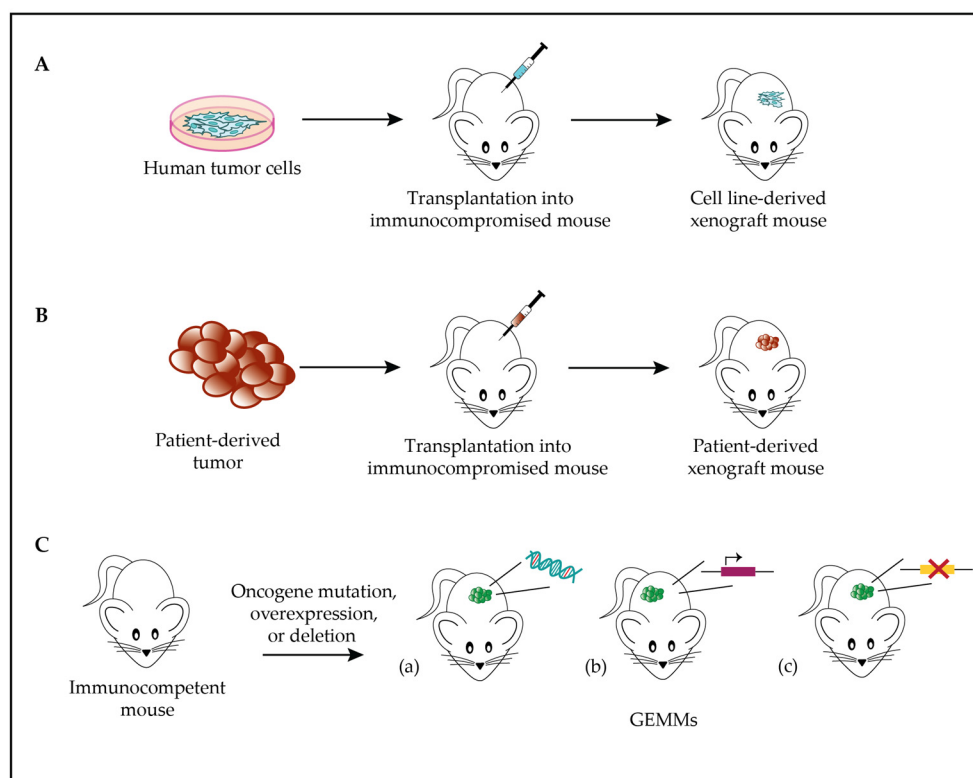 A
Human tumor cells
Transplantation into
immunocompromised mouse
Cell line-derived
xenograft mouse
B
Patient-derived
tumor
Transplantation into
immunocompromised mouse
Patient-derived
xenograft mouse
C
Immunocompetent
mouse
Oncogene mutation,
overexpression,
or deletion
(a)
(b)
(c)
GEMMs